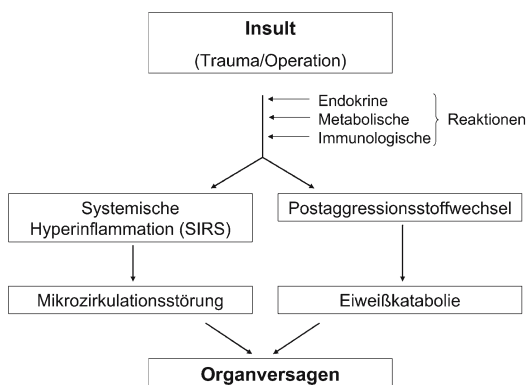 Insult
(Trauma/Operation)
Endokrine
Metabolische
Immunologische
Reaktionen
Systemische
Hyperinflammation (SIRS)
Postaggressionsstoffwechsel
Mikrozirkulationsstörung
Eiweißkatabolie
Organversagen